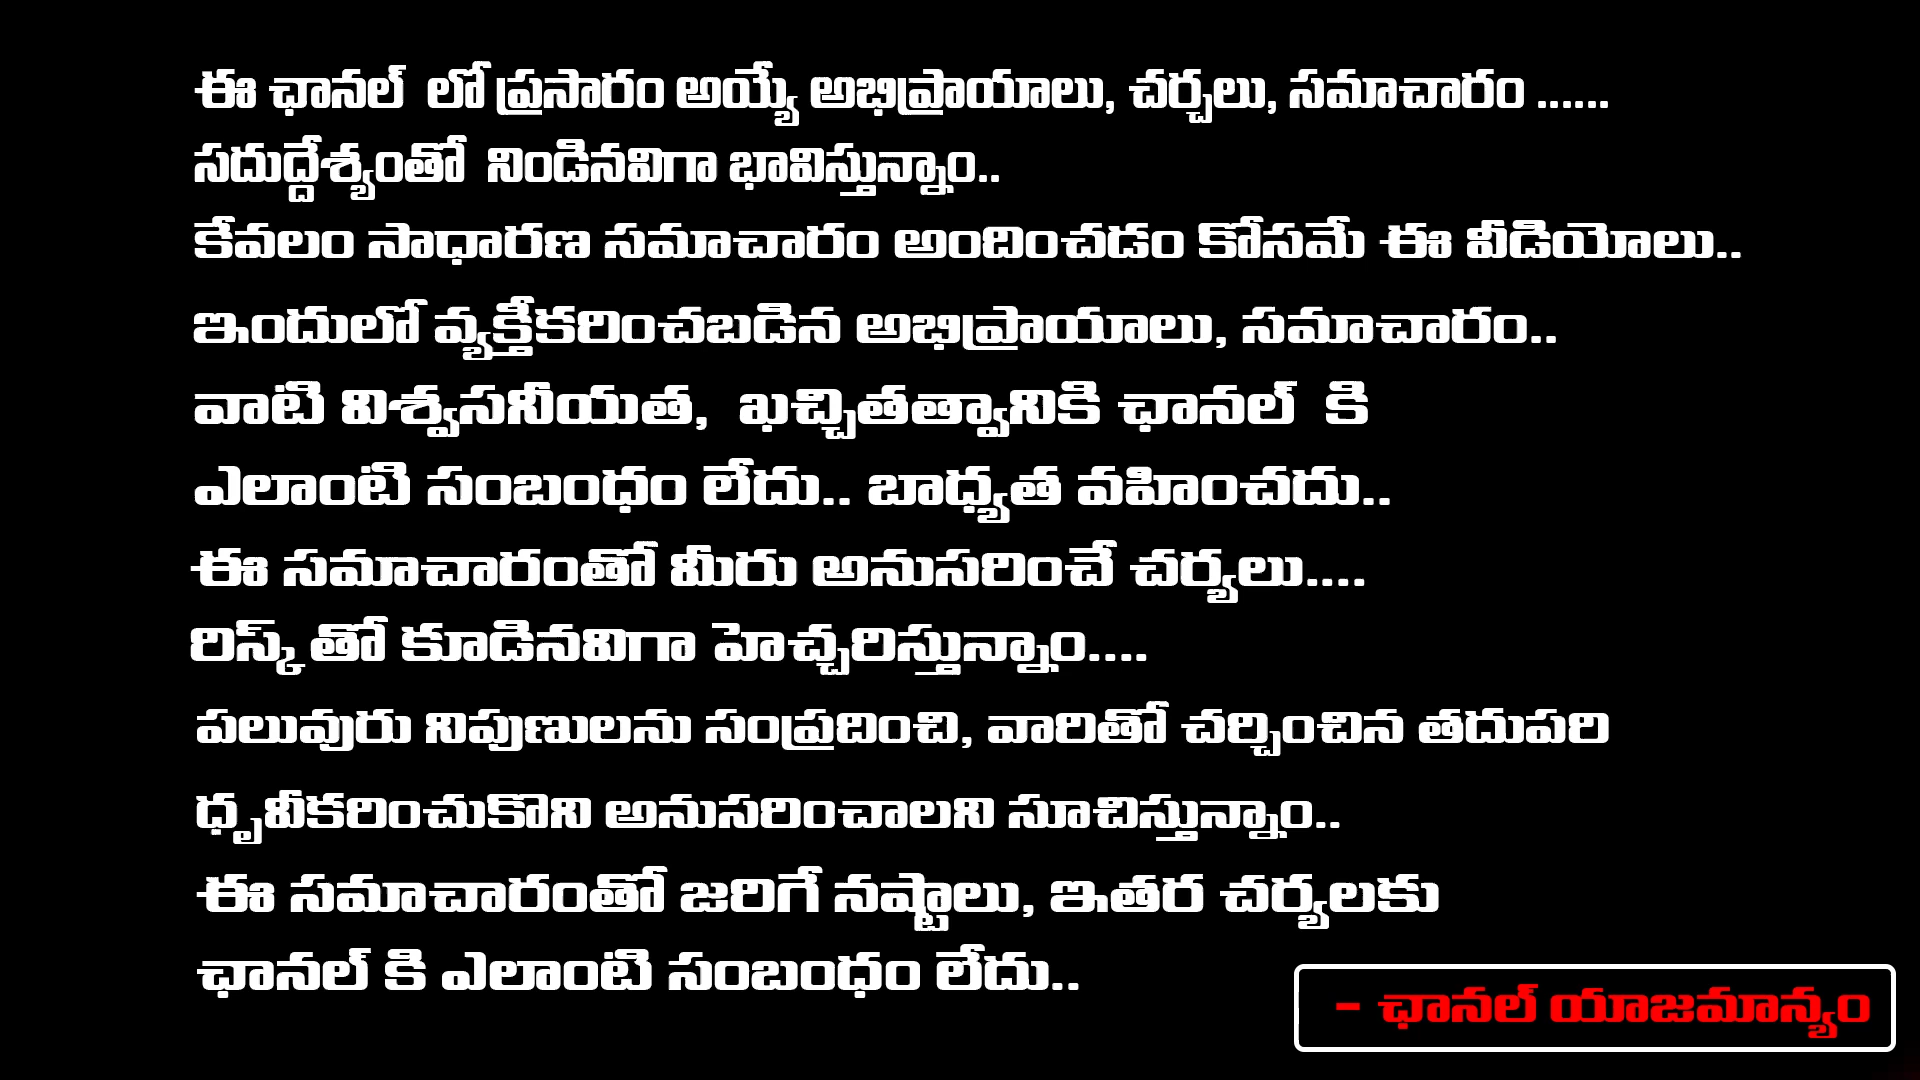 ఈ ఛానల్ లో ప్రసారం అయ్యే అభిప్రాయాలు, చర్చలు, సమాచారం ......
సదుద్దేశ్యంతో నిండినవిగా భావిస్తున్నాం..
కేవలం సాధారణ సమాచారం అందించడం కోసమే ఈ వీడియోలు..
ఇందులో వ్యక్తీకరించబడిన అభిప్రాయాలు, సమాచారం..
వాటి విశ్వసనీయత, ఖచ్చితత్వానికి ఛానల్ కి
ఎలాంటి సంబంధం లేదు.. బాధ్యత వహించదు..
ఈ సమాచారంతో మీరు అనుసరించే చర్యలు....
రిస్క్ తో కూడినవిగా హెచ్చరిస్తున్నాం....
పలువురు నిపుణులను సంప్రదించి, వారితో చర్చించిన తదుపరి
ధృవీకరించుకొని అనుసరించాలని సూచిస్తున్నాం..
ఈ సమాచారంతో జరిగే నష్టాలు, ఇతర చర్యలకు
ఛానల్ కి ఎలాంటి సంబంధం లేదు..
- ఛానల్ యాజమాన్యం